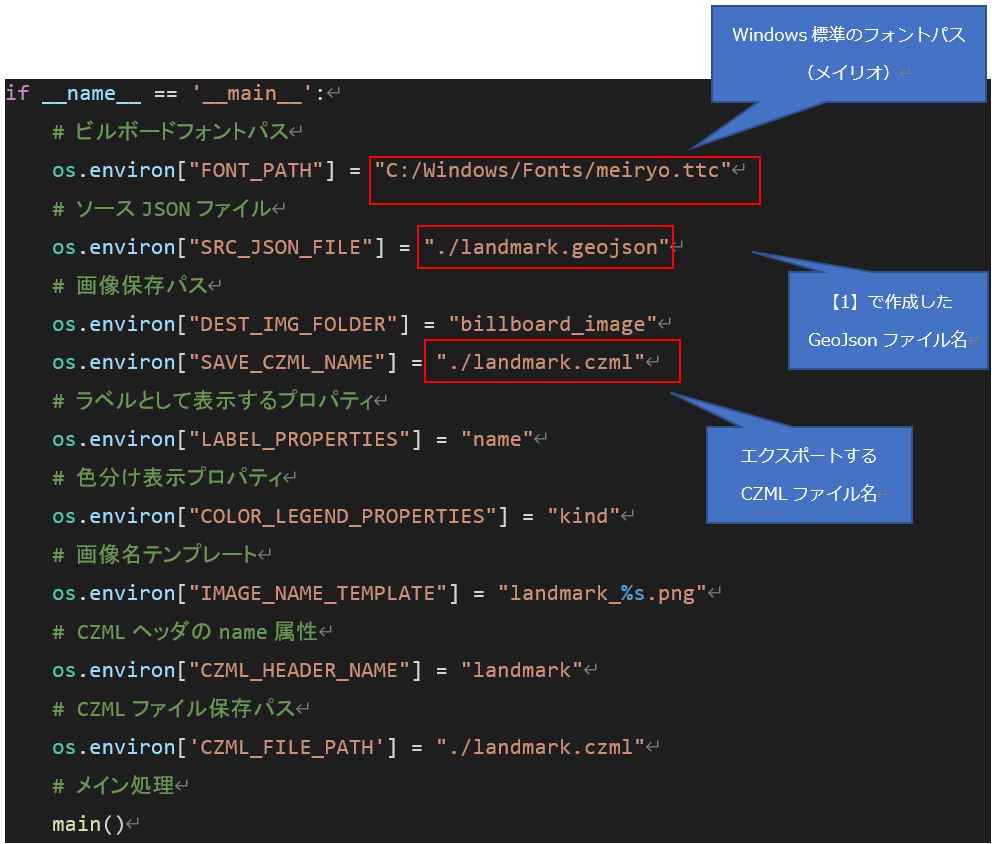 Windows 標準のフォントパス
（メイリオ）↵
if __name__ == '__main__':↵
# ビルボードフォントパス↵
os.environ["FONT_PATH"] = "C:/Windows/Fonts/meiryo.ttc"↵
# ソース JSON ファイル↵
os.environ["SRC_JSON_FILE"] = "./landmark.geojson"↵
【1】で作成した
GeoJson ファイル名↵
# 画像保存パス↵
os.environ["DEST_IMG_FOLDER"] = "billboard_image"↵
os.environ["SAVE_CZML_NAME"] = "./landmark.czml"↵
エクスポートする
CZML ファイル名↵
# ラベルとして表示するプロパティ↵
os.environ["LABEL_PROPERTIES"] = "name"↵
# 色分け表示プロパティ↵
os.environ["COLOR_LEGEND_PROPERTIES"] = "kind"↵
# 画像名テンプレート↵
os.environ["IMAGE_NAME_TEMPLATE"] = "landmark_%s.png"↵
# CZML ヘッダの name 属性↵
os.environ["CZML_HEADER_NAME"] = "landmark"↵
# CZML ファイル保存パス↵
os.environ['CZML_FILE_PATH'] = "./landmark.czml"↵
# メイン処理↵
main()↵